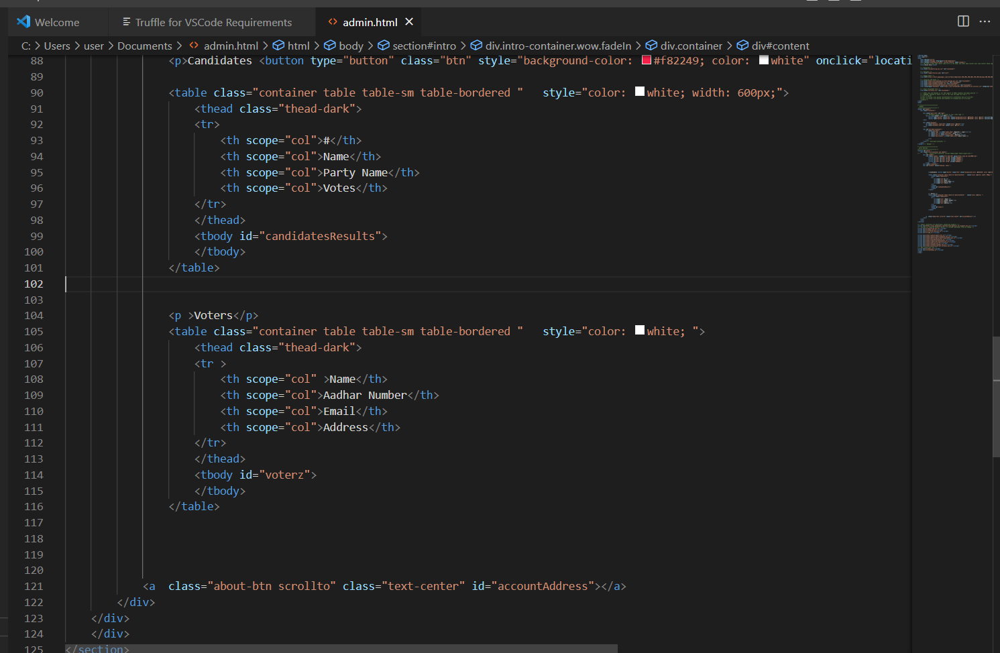 Welcome
Truffle for VSCode Requirements
admin.html
C: > Users > user > Documents > admin.html > html > body > section#intro > div.intro-container.wow.fadeIn > div.container > div#content
88 <p>Candidates <button type="button" class="btn" style="background-color: #f82249; color: white" onclick="locati
89
90 <table class="container table table-sm table-bordered "   style="color: white; width: 600px;">
91 <thead class="thead-dark">
92 <tr>
93 <th scope="col">#</th>
94 <th scope="col">Name</th>
95 <th scope="col">Party Name</th>
96 <th scope="col">Votes</th>
97 </tr>
98 </thead>
99 <tbody id="candidatesResults">
100 </tbody>
101 </table>
102
103
104 <p >Voters</p>
105 <table class="container table table-sm table-bordered "   style="color: white; ">
106 <thead class="thead-dark">
107 <tr >
108 <th scope="col" >Name</th>
109 <th scope="col">Aadhar Number</th>
110 <th scope="col">Email</th>
111 <th scope="col">Address</th>
112 </tr>
113 </thead>
114 <tbody id="voterz">
115 </tbody>
116 </table>
117
118
119
120
121 <a  class="about-btn scrollto" class="text-center" id="accountAddress"></a>
122 </div>
123 </div>
124 </div>
125 </section>